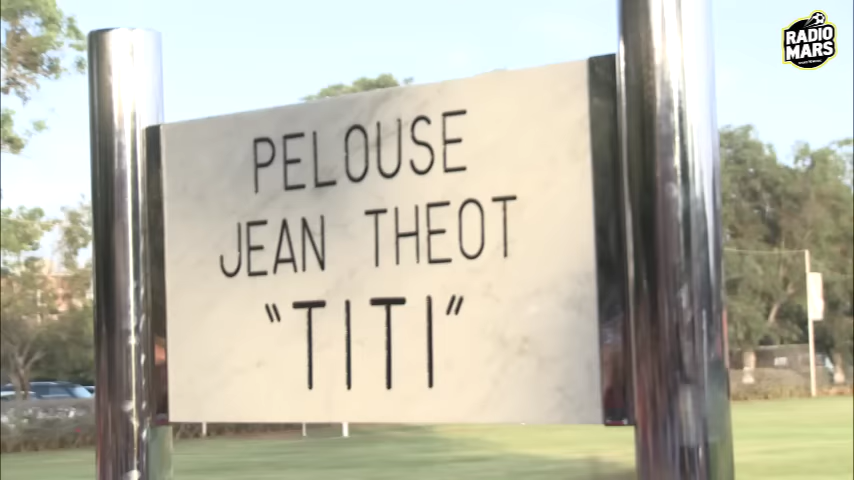 PELOUSE
JEAN THEOT
"TITI"
RADIO
MARS